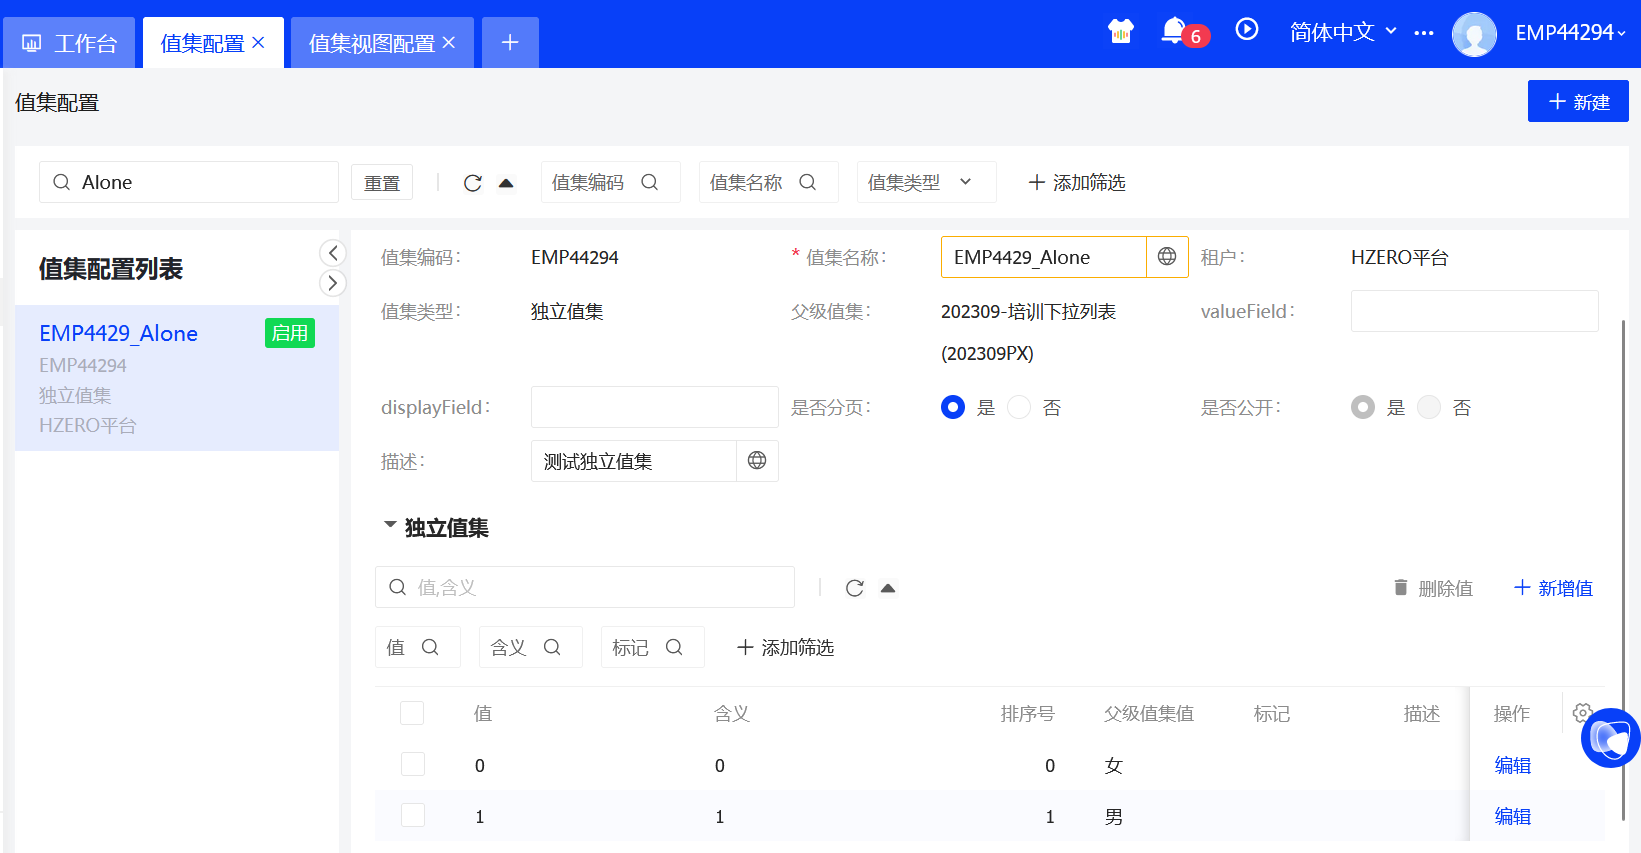 工作台
值集配置
值集视图配置
6
简体中文
EMP44294
值集配置
新建
Alone
重置
值集编码
值集名称
值集类型
添加筛选
值集配置列表
EMP4429_Alone
启用
EMP44294
独立值集
HZERO平台
值集编码:
EMP44294
* 值集名称:
EMP4429_Alone
租户:
HZERO平台
值集类型:
独立值集
父级值集:
202309-培训下拉列表
(202309PX)
valueField:
displayField:
是否分页:
是
否
是否公开:
是
否
描述:
测试独立值集
独立值集
值,含义
删除值
新增值
值
含义
标记
添加筛选
值 含义 排序号 父级值集值 标记 描述 操作
0 0 0 女 编辑
1 1 1 男 编辑